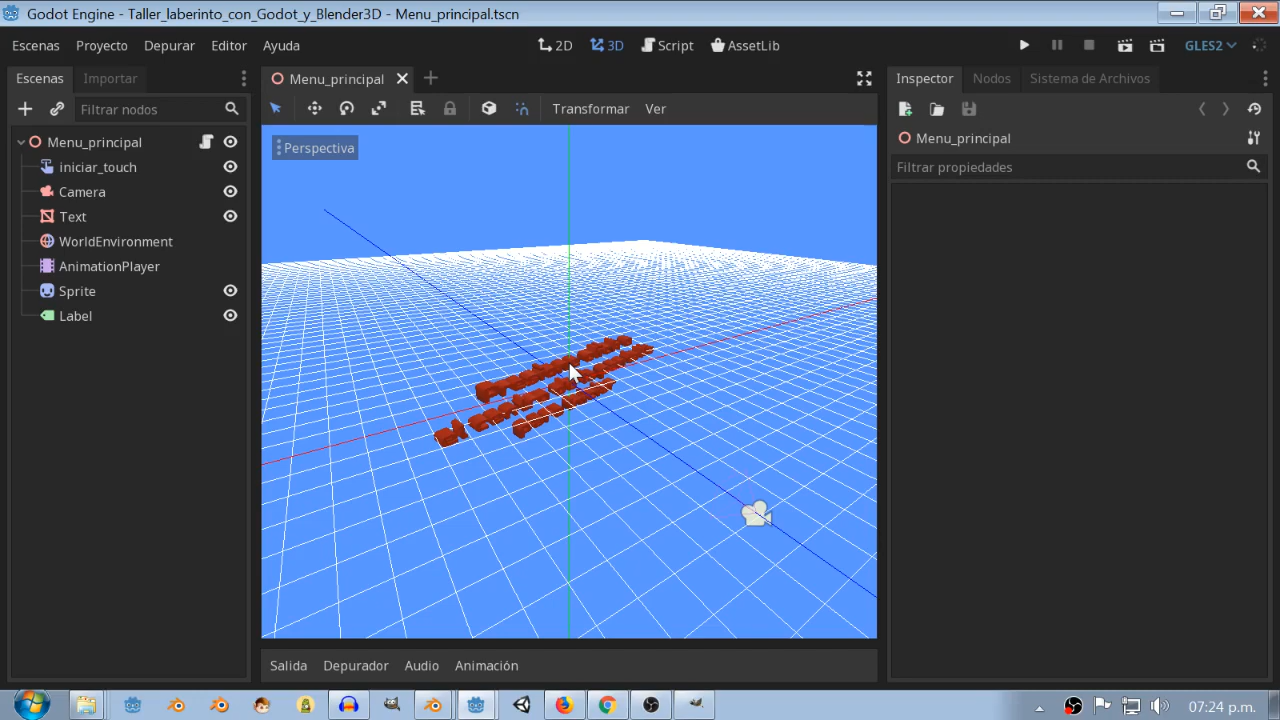 Godot Engine - Taller_laberinto_con_Godot_y_Blender3D - Menu_principal.tscn
Escenas Proyecto Depurar Editor Ayuda 2D 3D Script AssetLib GLES2
Escenas Importar Menu_principal Inspector Nodos Sistema de Archivos
Filtrar nodos Transformar Ver
Menu_principal Menu_principal
Perspectiva
iniciar_touch Filtrar propiedades
Camera
Text
WorldEnvironment
AnimationPlayer
Sprite
Label
Salida Depurador Audio Animación
07:24 p.m.